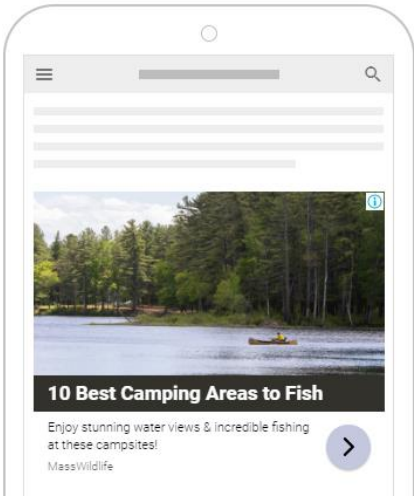 10 Best Camping Areas to Fish
Enjoy stunning water views & incredible fishing
at these campsites!
MassWildlife